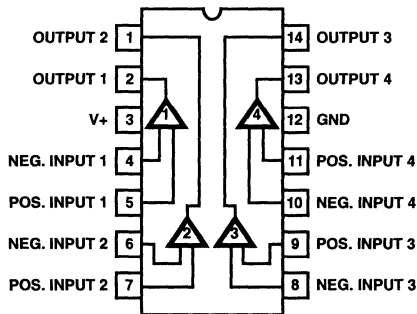 OUTPUT 2 1 14 OUTPUT 3
OUTPUT 1 2 13 OUTPUT 4
V+ 3 1 4 12 GND
NEG. INPUT 1 4 11 POS. INPUT 4
POS. INPUT 1 5 10 NEG. INPUT 4
NEG. INPUT 2 6 2 3 9 POS. INPUT 3
POS. INPUT 2 7 8 NEG. INPUT 3